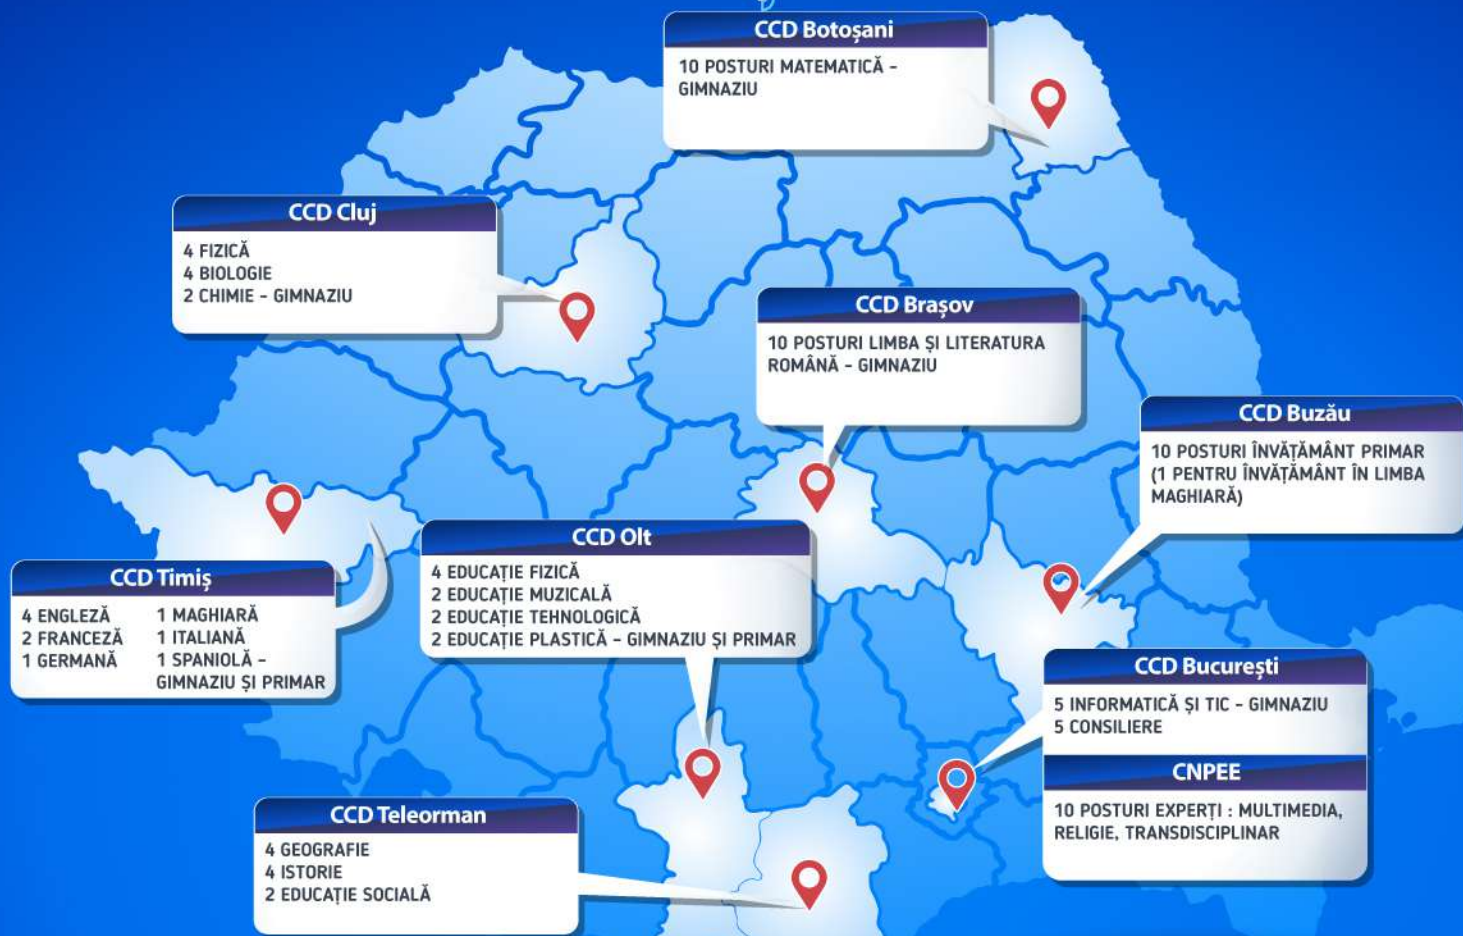 CCD Botoșani
10 POSTURI MATEMATICĂ –
GIMNAZIU
CCD Cluj
4 FIZICĂ
4 BIOLOGIE
2 CHIMIE – GIMNAZIU
CCD Brașov
10 POSTURI LIMBA ȘI LITERATURA
ROMÂNĂ – GIMNAZIU
CCD Buzău
10 POSTURI ÎNVĂȚĂMÂNT PRIMAR
(1 PENTRU ÎNVĂȚĂMÂNT ÎN LIMBA
MAGHIARĂ)
CCD Timiș
4 ENGLEZĂ
2 FRANCEZĂ
1 GERMANĂ
1 MAGHIARĂ
1 ITALIANĂ
1 SPANIOLĂ –
GIMNAZIU ȘI PRIMAR
CCD Olt
4 EDUCAȚIE FIZICĂ
2 EDUCAȚIE MUZICALĂ
2 EDUCAȚIE TEHNOLOGICĂ
2 EDUCAȚIE PLASTICĂ – GIMNAZIU ȘI PRIMAR
CCD București
5 INFORMATICĂ ȘI TIC – GIMNAZIU
5 CONSILIERE
CNPEE
10 POSTURI EXPERȚI : MULTIMEDIA,
RELIGIE, TRANSDISCIPLINAR
CCD Teleorman
4 GEOGRAFIE
4 ISTORIE
2 EDUCAȚIE SOCIALĂ